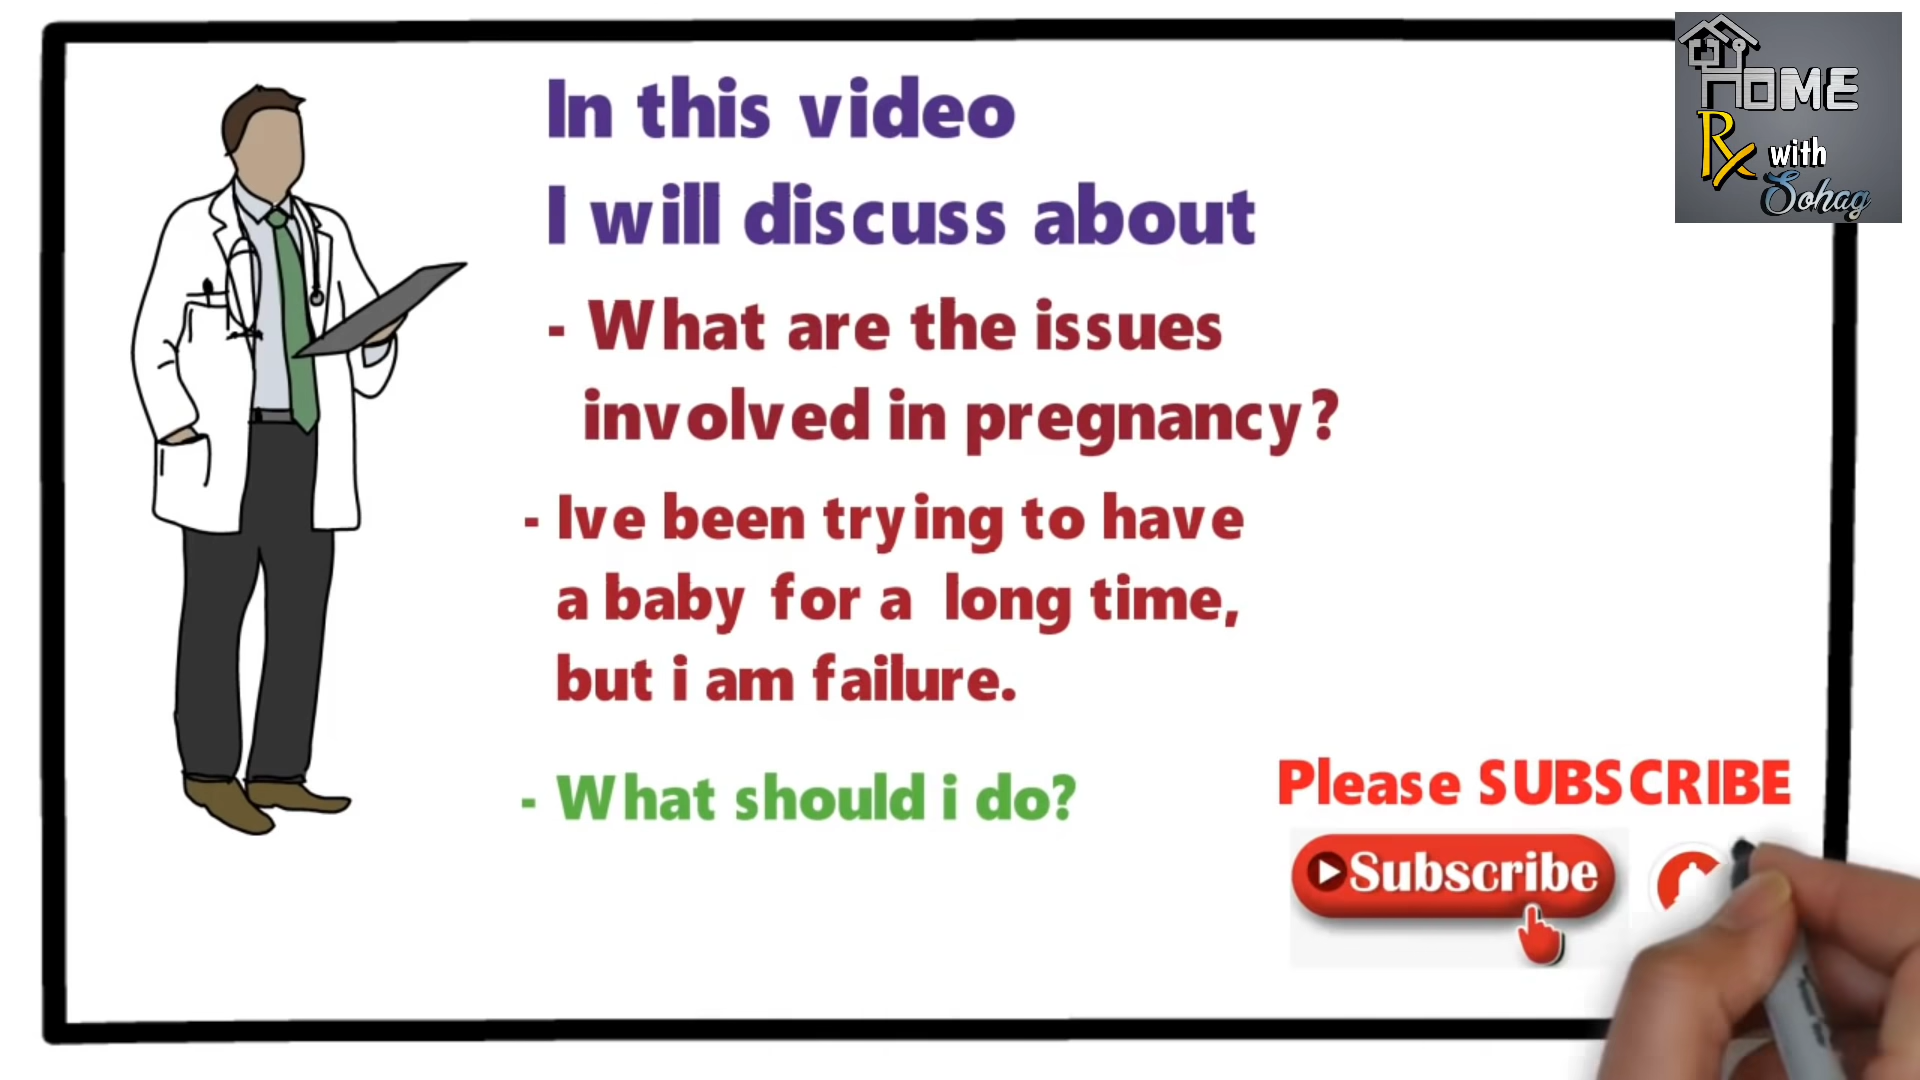 In this video
I will discuss about
- What are the issues
involved in pregnancy?
- Ive been trying to have
a baby for a long time,
but i am failure.
- What should i do?
HOME
Rx with
Sohag
Please SUBSCRIBE
Subscribe